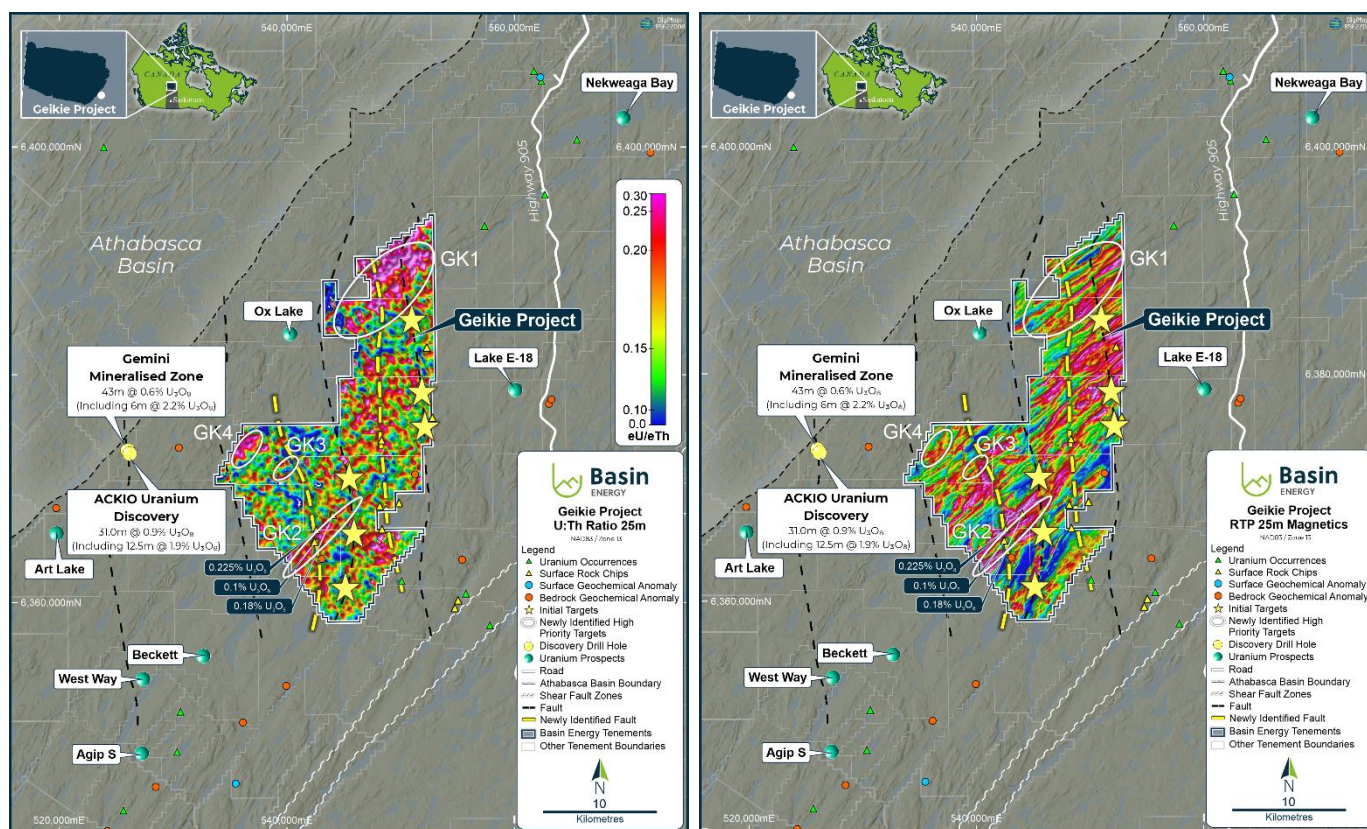 540,000mE
560,000mE
DigMaps
CANADA
Saskatoon
Geikie Project
Nekweaga Bay
6,400,000mN
6,400,000mN
Highway 905
0.30
0.25
0.20
0.15
0.10
0.0
eU/eTh
Athabasca
Basin
GK1
Ox Lake
Geikie Project
Lake E-18
Gemini
Mineralised Zone
43m @ 0.6% U₃O₉
(Including 6m @ 2.2% U₃O₉)
GK4
GK3
ACKIO Uranium
Discovery
31.0m @ 0.9% U₃O₈
(Including 12.5m @ 1.9% U₃O₈)
GK2
Art Lake
0.225% U₃O₈
0.1% U₃O₈
0.18% U₃O₈
6,360,000mN
Beckett
West Way
Agip S
520,000mE
540,000mE
Basin
ENERGY
Geikie Project
U:Th Ratio 25m
NAD83 / Zone 13
Legend
Uranium Occurrences
Surface Rock Chips
Surface Geochemical Anomaly
Bedrock Geochemical Anomaly
Initial Targets
Newly Identified High
Priority Targets
Discovery Drill Hole
Uranium Prospects
Road
Athabasca Basin Boundary
Shear Fault Zones
Fault
Newly Identified Fault
Basin Energy Tenements
Other Tenement Boundaries
N
10
Kilometres
540,000mE
560,000mE
DigMaps
CANADA
Saskatoon
Geikie Project
Nekweaga Bay
6,400,000mN
6,400,000mN
Highway 905
Athabasca
Basin
GK1
Ox Lake
Geikie Project
Lake E-18
6,380,000mN
Gemini
Mineralised Zone
43m @ 0.6% U₃O₈
(Including 6m @ 2.2% U₃O₈)
GK4
GK3
ACKIO Uranium
Discovery
31.0m @ 0.9% U₃O₈
(Including 12.5m @ 1.9% U₃O₈)
GK2
Art Lake
0.225% U₃O₈
0.1% U₃O₈
0.18% U₃O₈
6,360,000mN
Beckett
West Way
Agip S
520,000mE
540,000mE
Basin
ENERGY
Geikie Project
RTP 25m Magnetics
NAD83 / Zone 13
Legend
Uranium Occurrences
Surface Rock Chips
Surface Geochemical Anomaly
Bedrock Geochemical Anomaly
Initial Targets
Newly Identified High
Priority Targets
Discovery Drill Hole
Uranium Prospects
Road
Athabasca Basin Boundary
Shear Fault Zones
Fault
Newly Identified Fault
Basin Energy Tenements
Other Tenement Boundaries
N
10
Kilometres